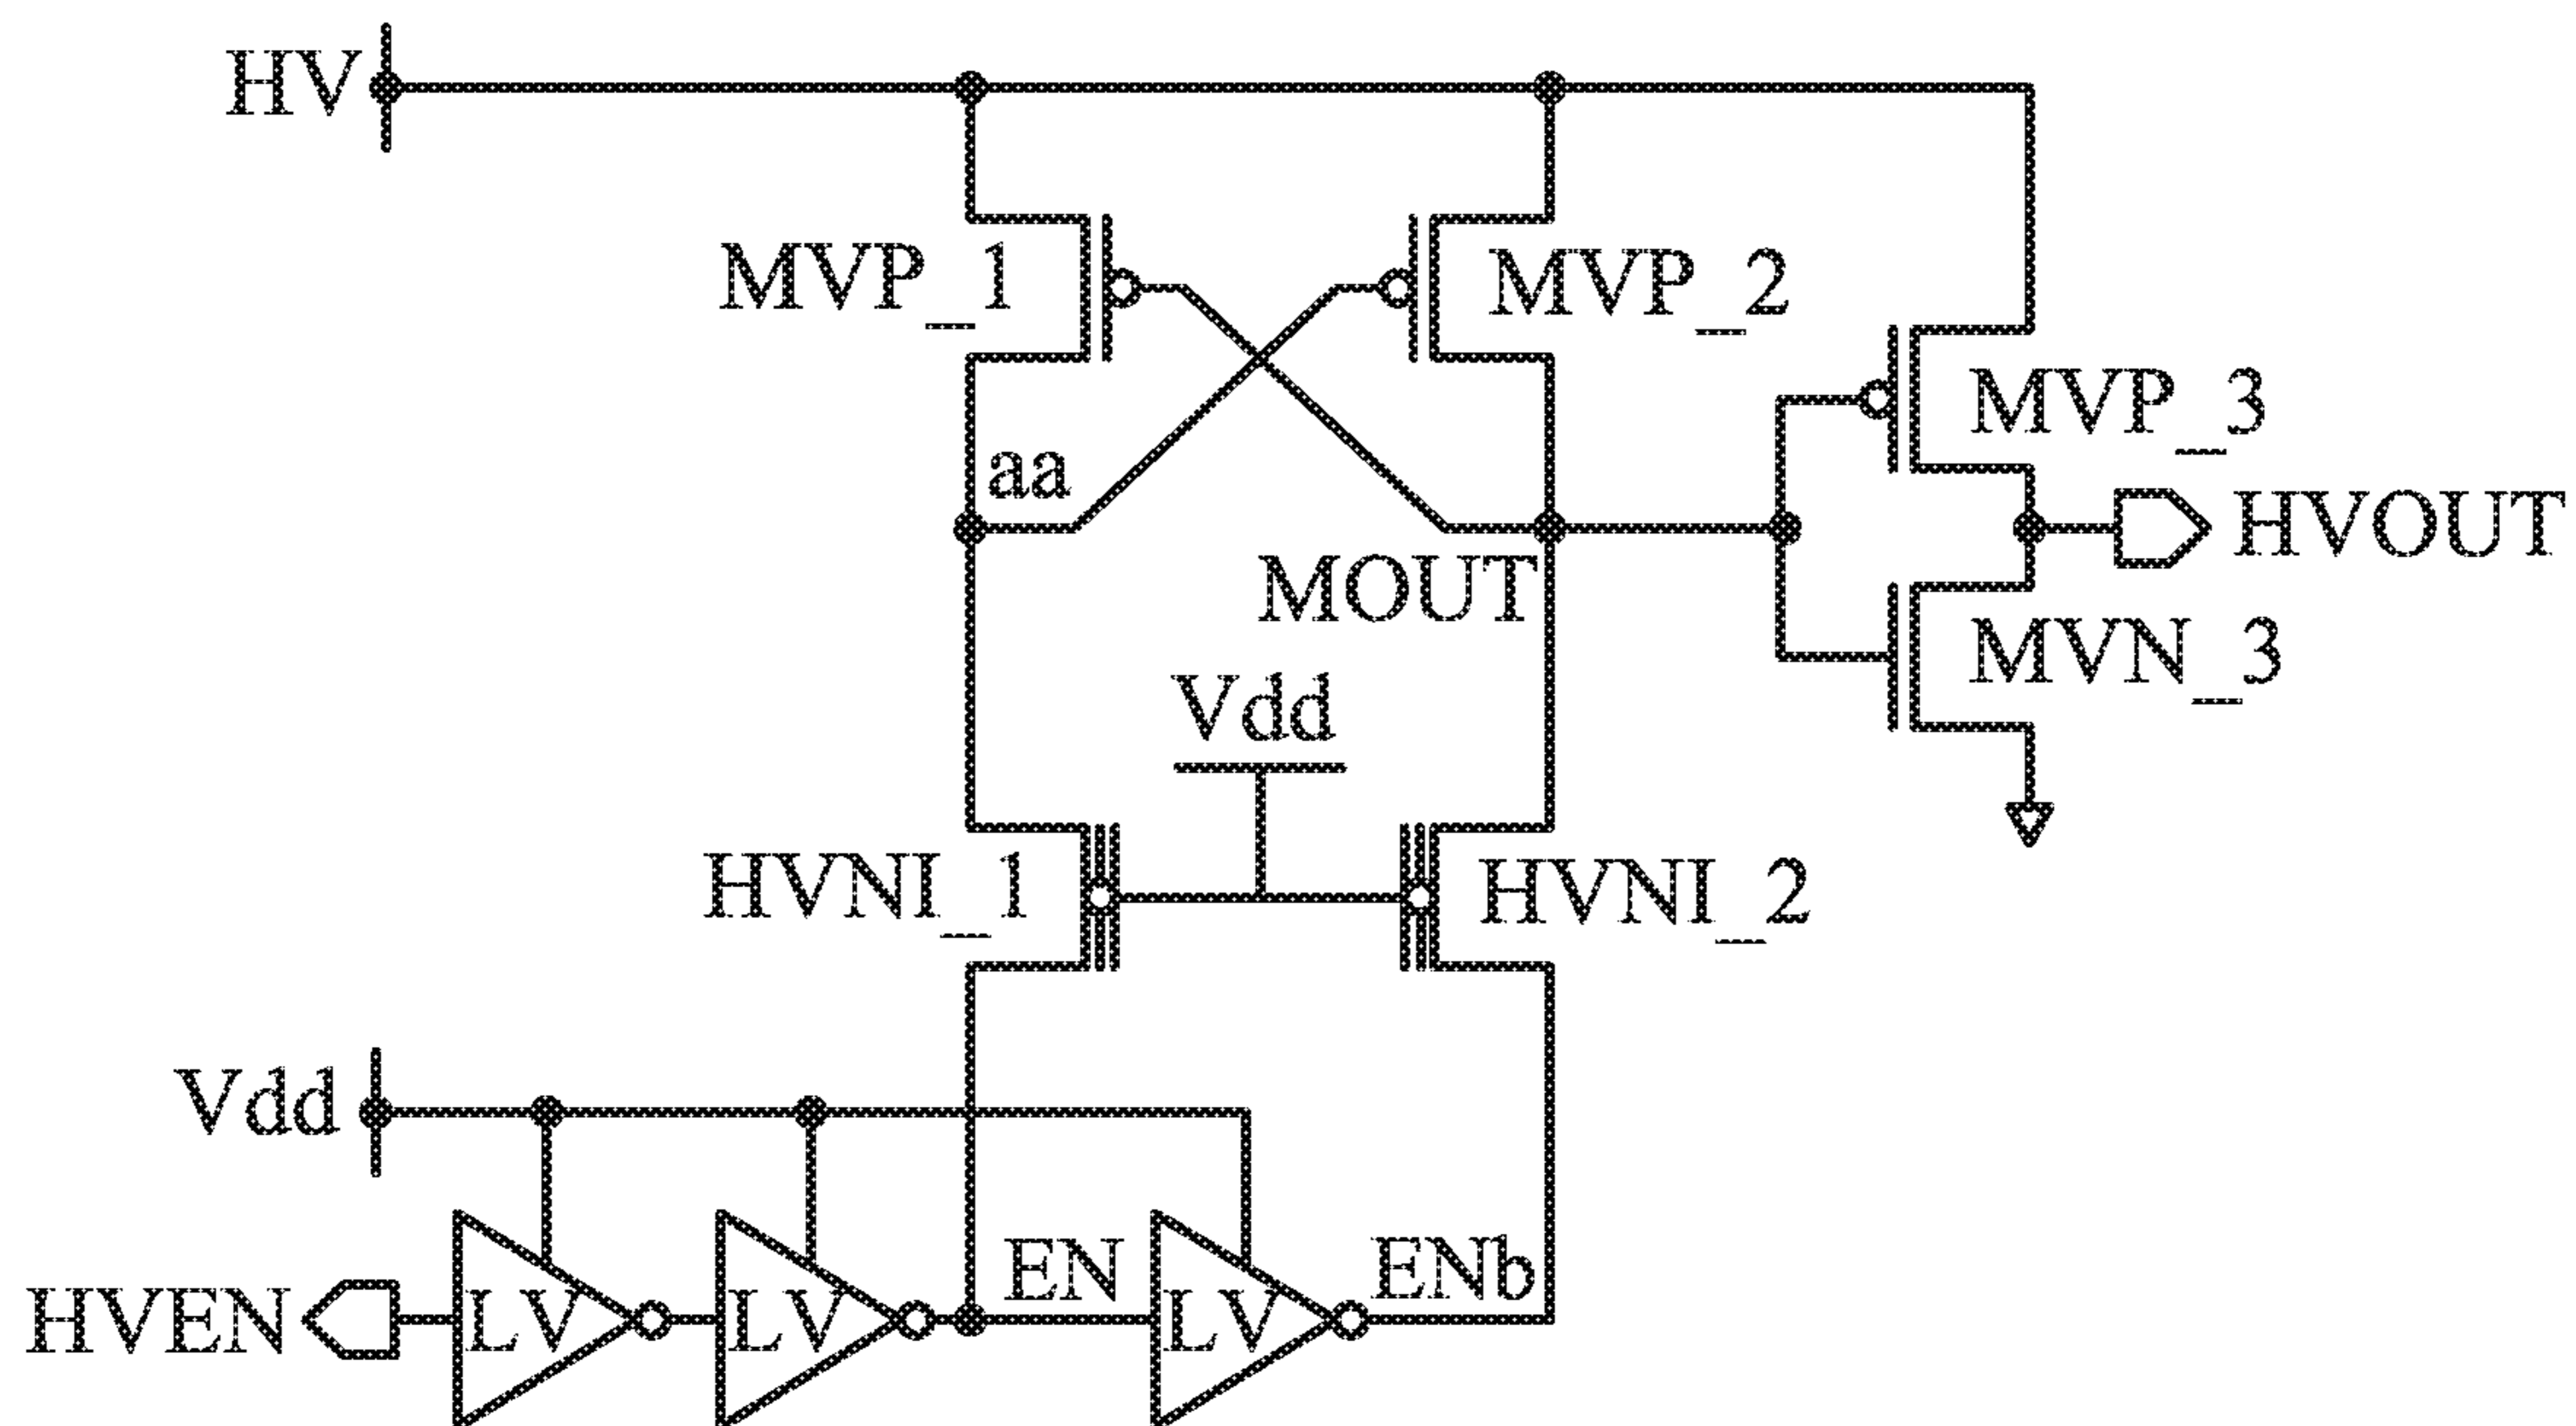 HV
MVP_1
MVP_2
MVP_3
aa
HVOUT
MOUT
MVN_3
Vdd
HVNI_1
HVNI_2
Vdd
EN
ENb
HVEN
LV
LV
LV